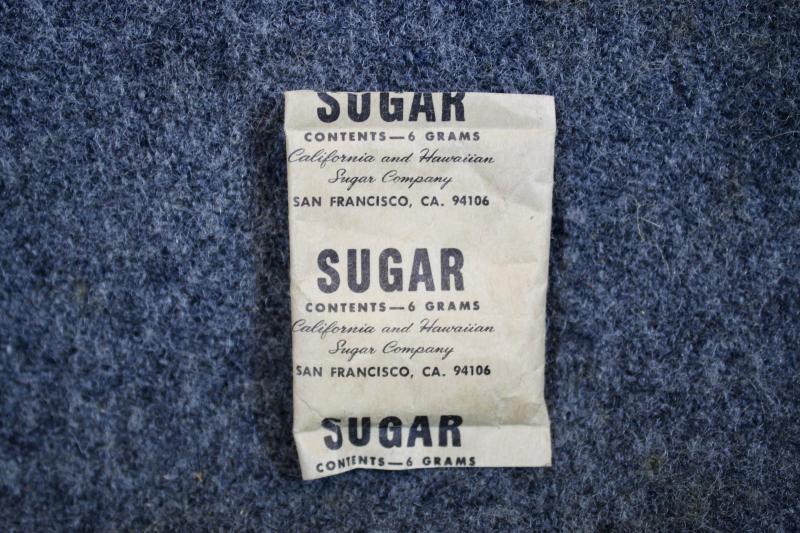 SUGAR
CONTENTS—6 GRAMS
California and Hawaiian
Sugar Company
SAN FRANCISCO, CA. 94106
SUGAR
CONTENTS—6 GRAMS
California and Hawaiian
Sugar Company
SAN FRANCISCO, CA. 94106
SUGAR
CONTENTS—6 GRAMS